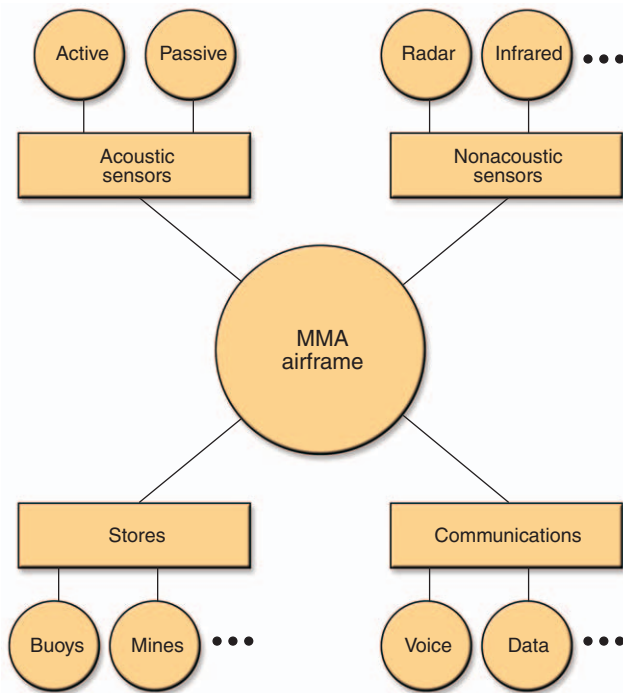 Active
Passive
Radar
Infrared
Acoustic
sensors
Nonacoustic
sensors
MMA
airframe
Stores
Communications
Buoys
Mines
Voice
Data